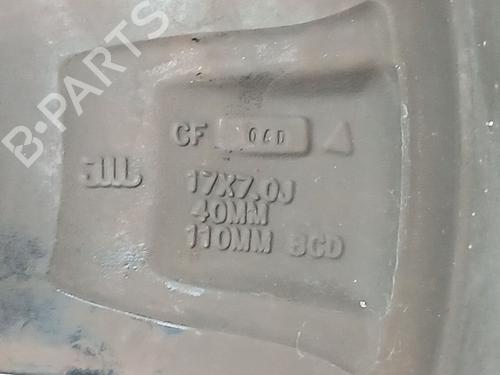 B-PARTS
CF 04D
17X7.0J
40MM
110MM BCD